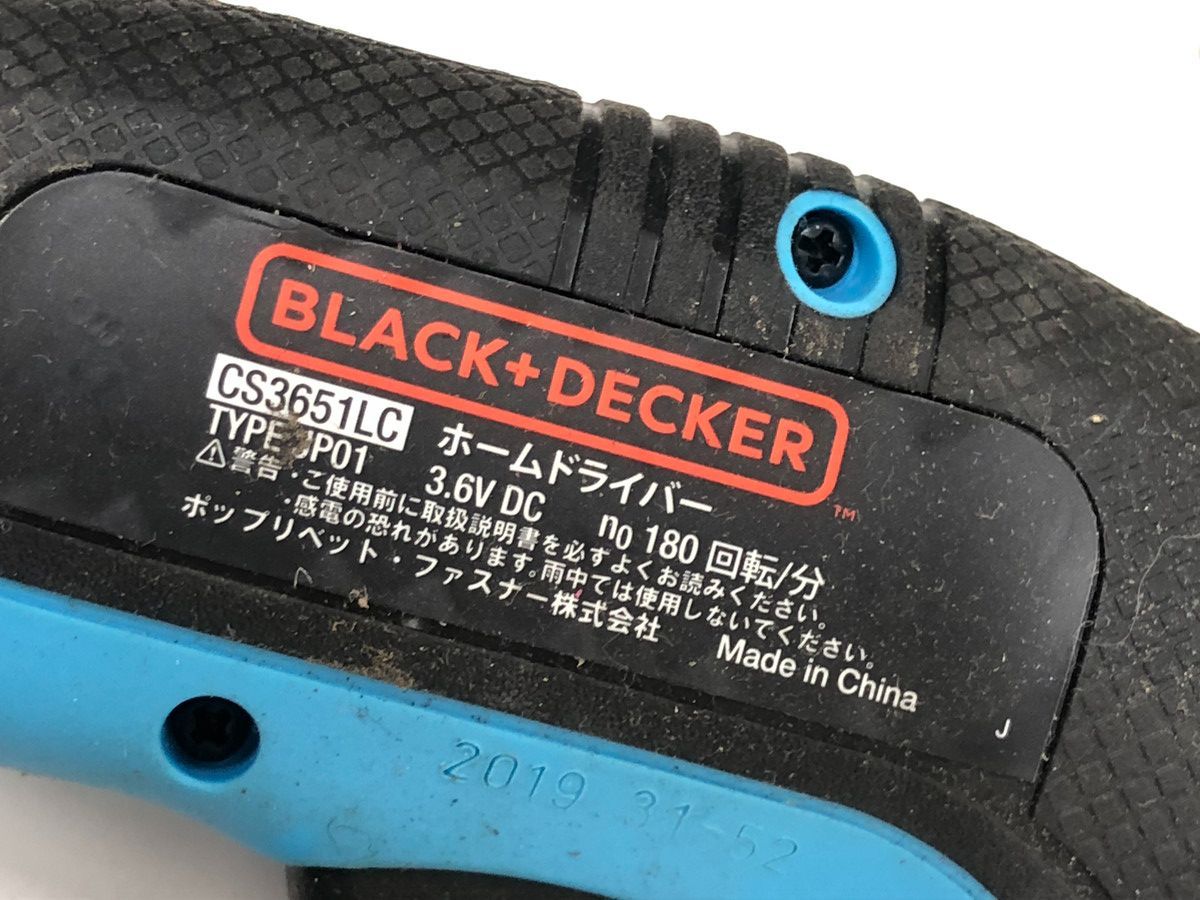 BLACK+DECKER
TM
CS3651LC ホームドライバー
TYPE JP01 3.6V DC n0 180 回転/分
⚠警告・ご使用前に取扱説明書を必ずよくお読みください。
・感電の恐れがあります。雨中では使用しないでください。
ポップリベット・ファスナー株式会社 Made in China
J
2019 31-52